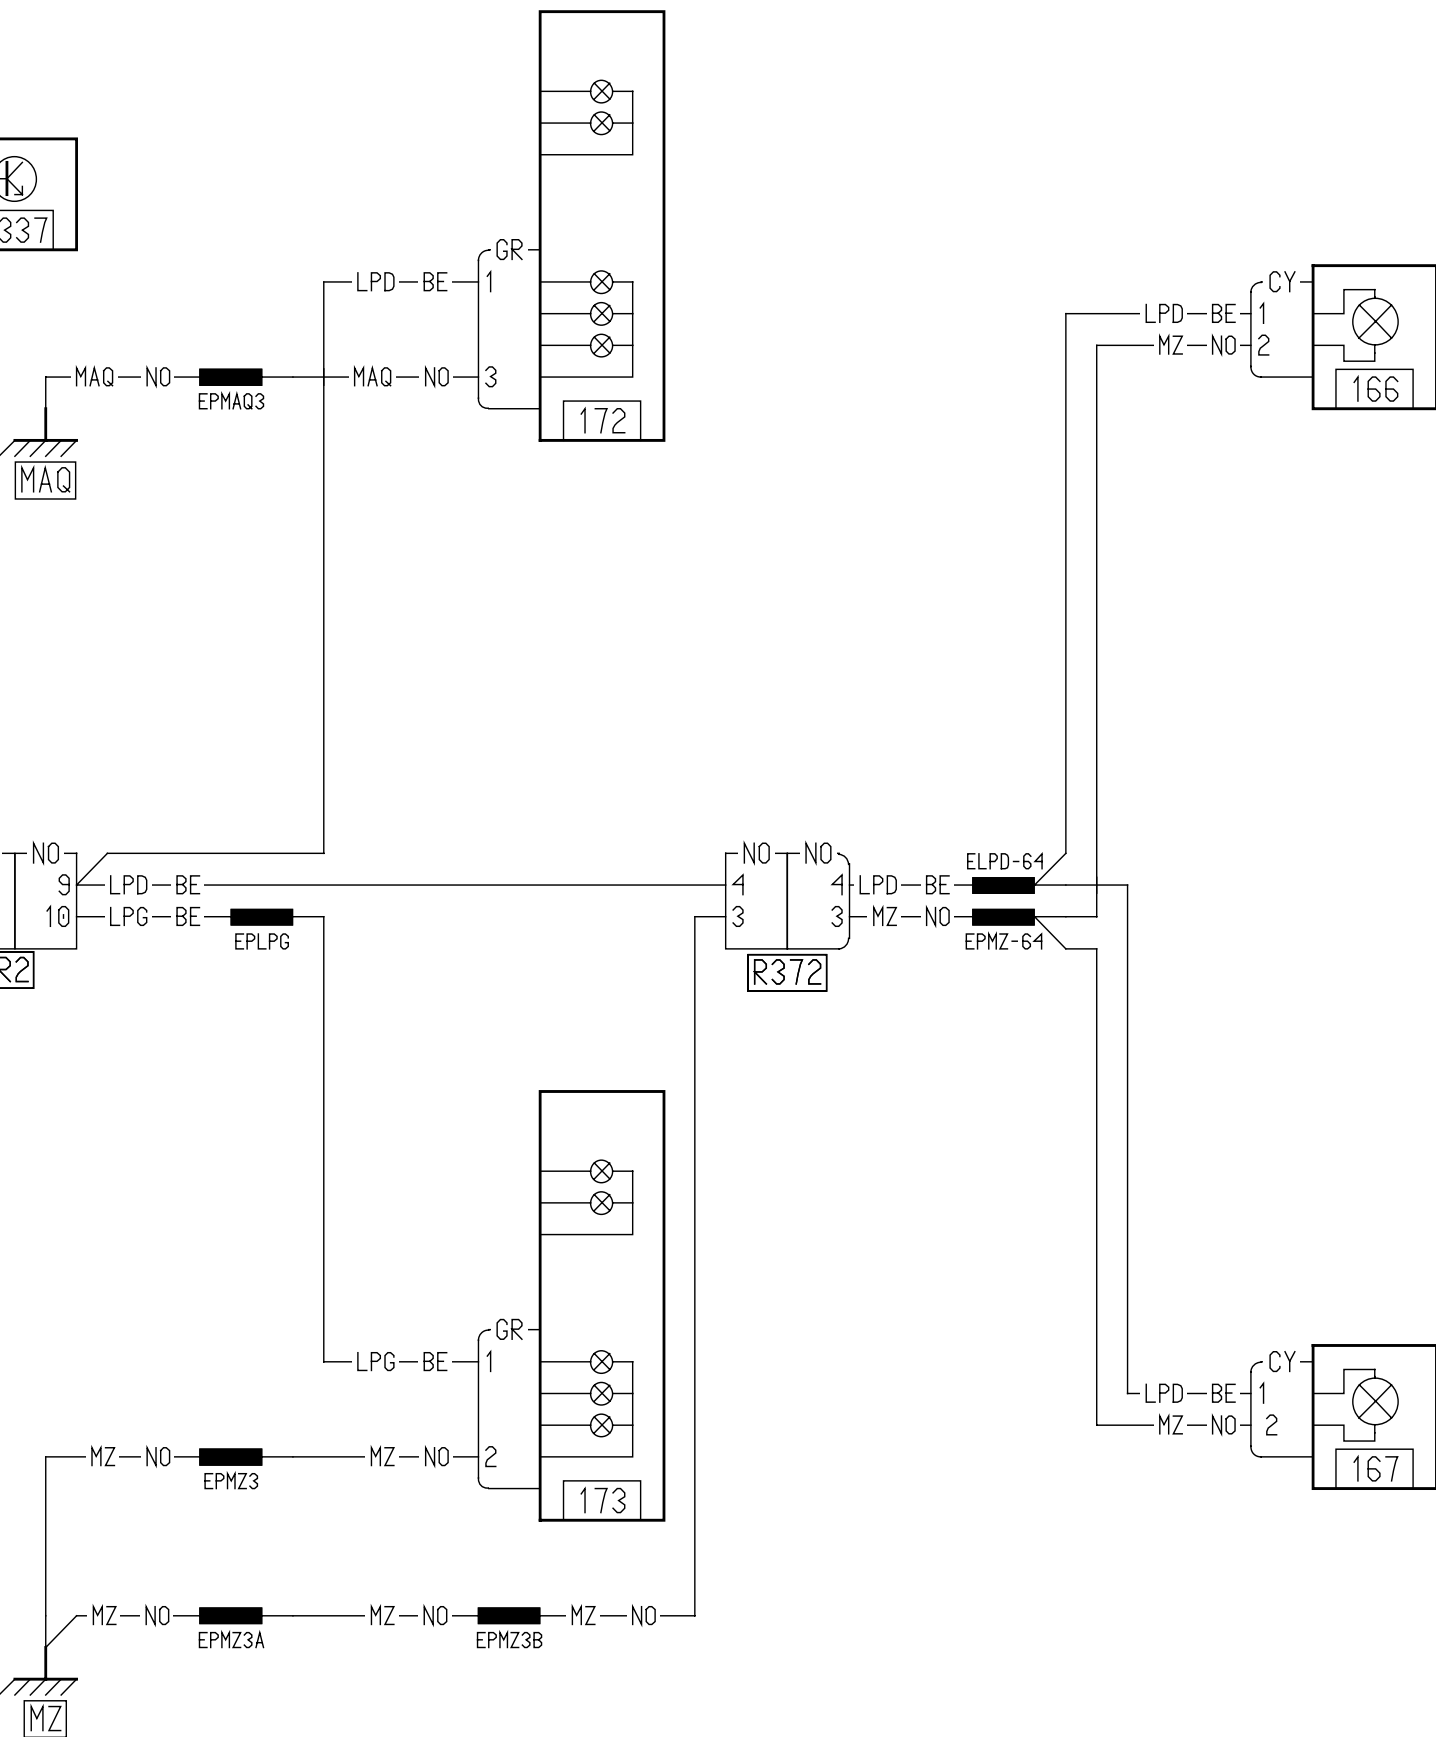 337
GR
LPD BE 1
MAQ NO EPMAQ3 MAQ NO 3
172
MAQ
CY
LPD BE 1
MZ NO 2
166
NO
9 LPD BE
10 LPG BE
EPLPG
R2
NO NO
4 4 LPD BE
3 3 MZ NO
ELPD-64
EPMZ-64
R372
GR
LPG BE 1
MZ NO MZ NO 2
EPMZ3
173
CY
LPD BE 1
MZ NO 2
167
MZ NO MZ NO MZ NO
EPMZ3A EPMZ3B
MZ